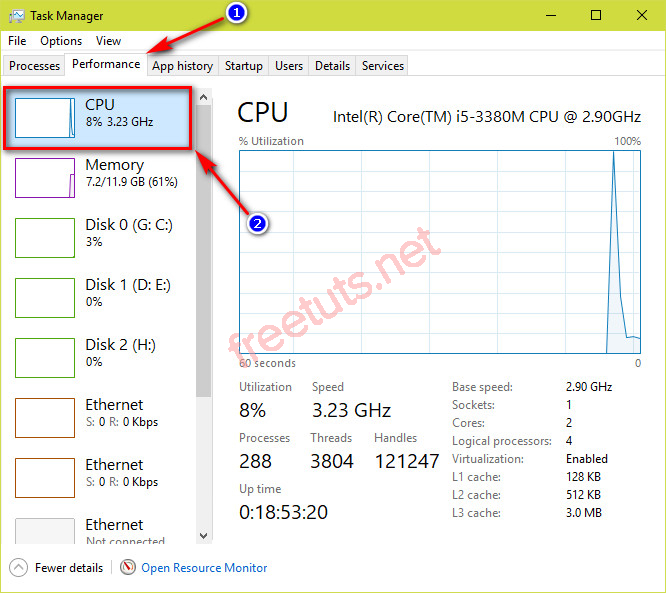 Task Manager
1
File Options View
Processes Performance App history Startup Users Details Services
CPU
8% 3.23 GHz
Memory
7.2/11.9 GB (61%)
Disk 0 (G: C:)
3%
Disk 1 (D: E:)
0%
Disk 2 (H:)
0%
Ethernet
S: 0 R: 0 Kbps
Ethernet
S: 0 R: 0 Kbps
Ethernet
Not connected
2
CPU Intel(R) Core(TM) i5-3380M CPU @ 2.90GHz
% Utilization 100%
freetuts.net
60 seconds 0
Utilization Speed
8% 3.23 GHz
Processes Threads Handles
288 3804 121247
Up time
0:18:53:20
Base speed: 2.90 GHz
Sockets: 1
Cores: 2
Logical processors: 4
Virtualization: Enabled
L1 cache: 128 KB
L2 cache: 512 KB
L3 cache: 3.0 MB
Fewer details Open Resource Monitor